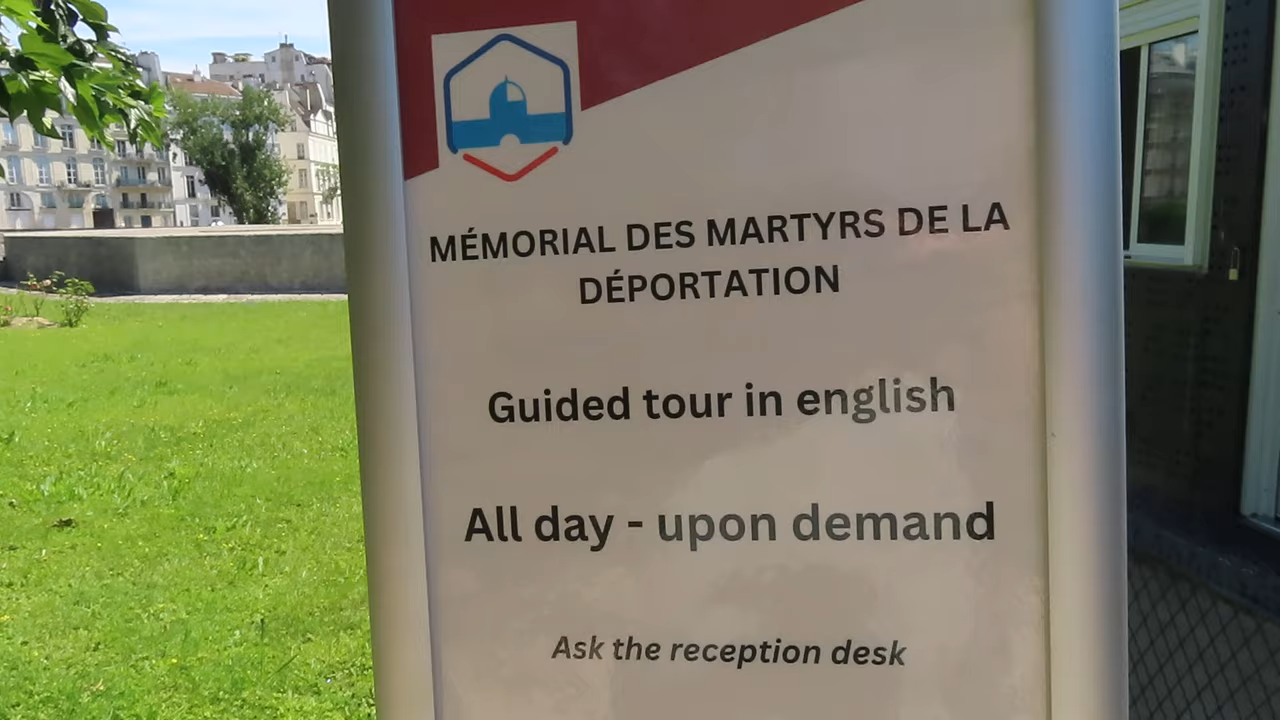 MÉMORIAL DES MARTYRS DE LA
DÉPORTATION
Guided tour in english
All day - upon demand
Ask the reception desk